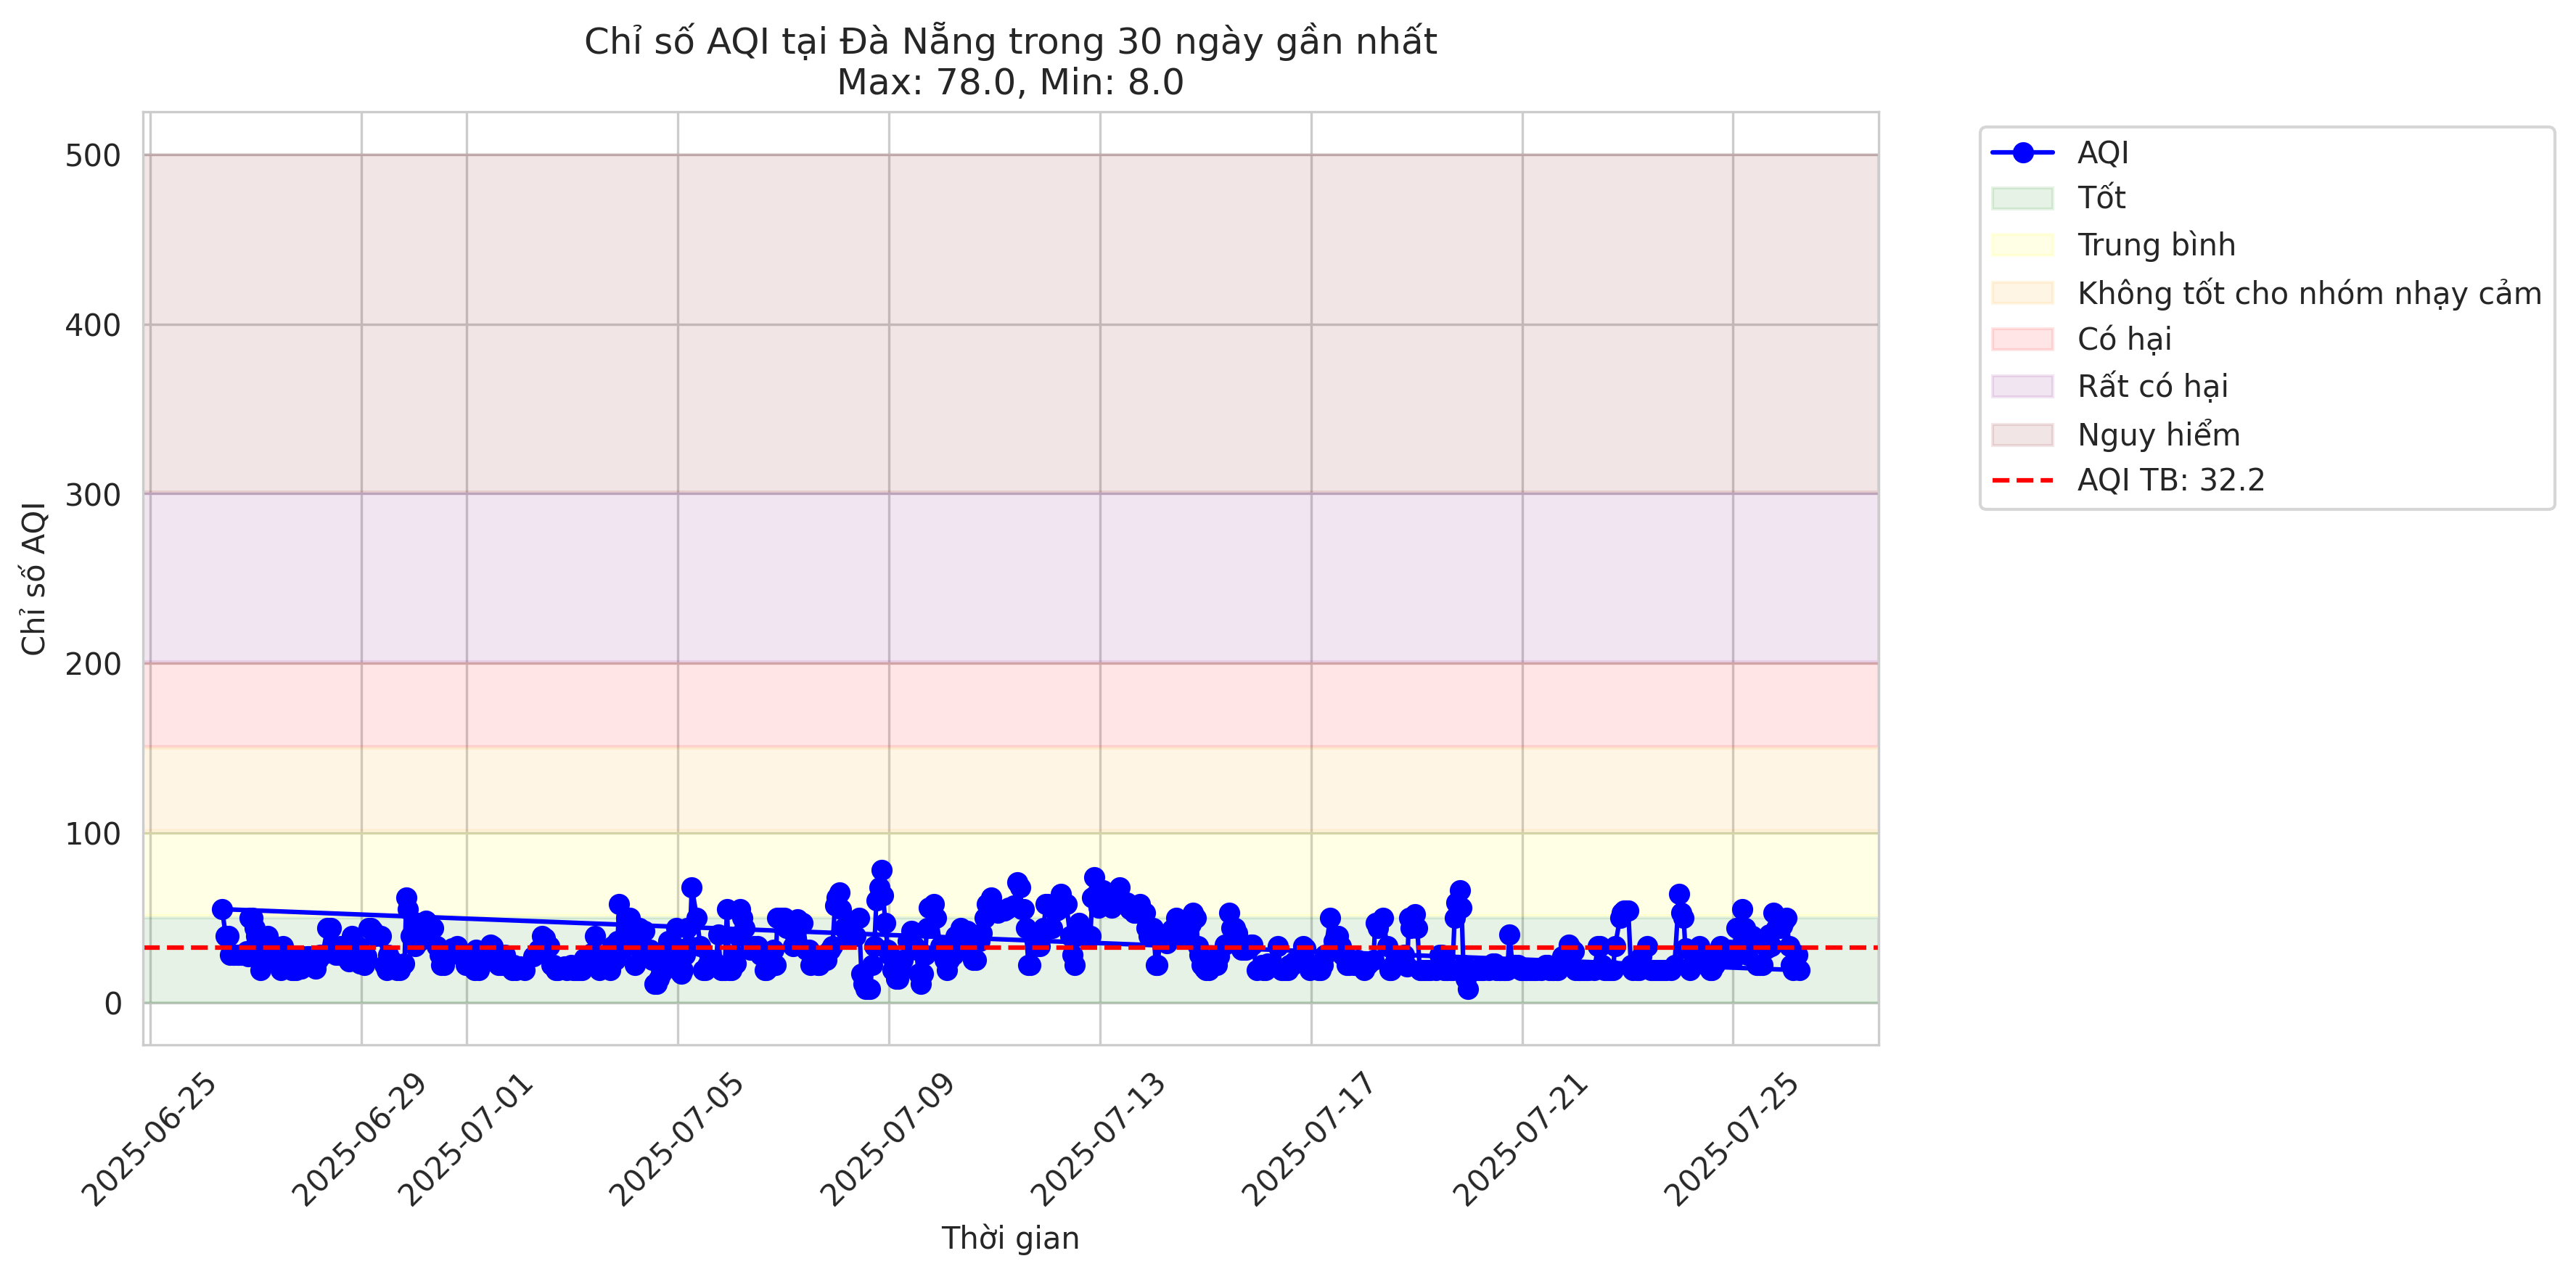 Chỉ số AQI tại Đà Nẵng trong 30 ngày gần nhất
Max: 78.0, Min: 8.0
Chỉ số AQI
500
400
300
200
100
0
2025-06-25
2025-06-29
2025-07-01
2025-07-05
2025-07-09
2025-07-13
2025-07-17
2025-07-21
2025-07-25
Thời gian
AQI
Tốt
Trung bình
Không tốt cho nhóm nhạy cảm
Có hại
Rất có hại
Nguy hiểm
AQI TB: 32.2